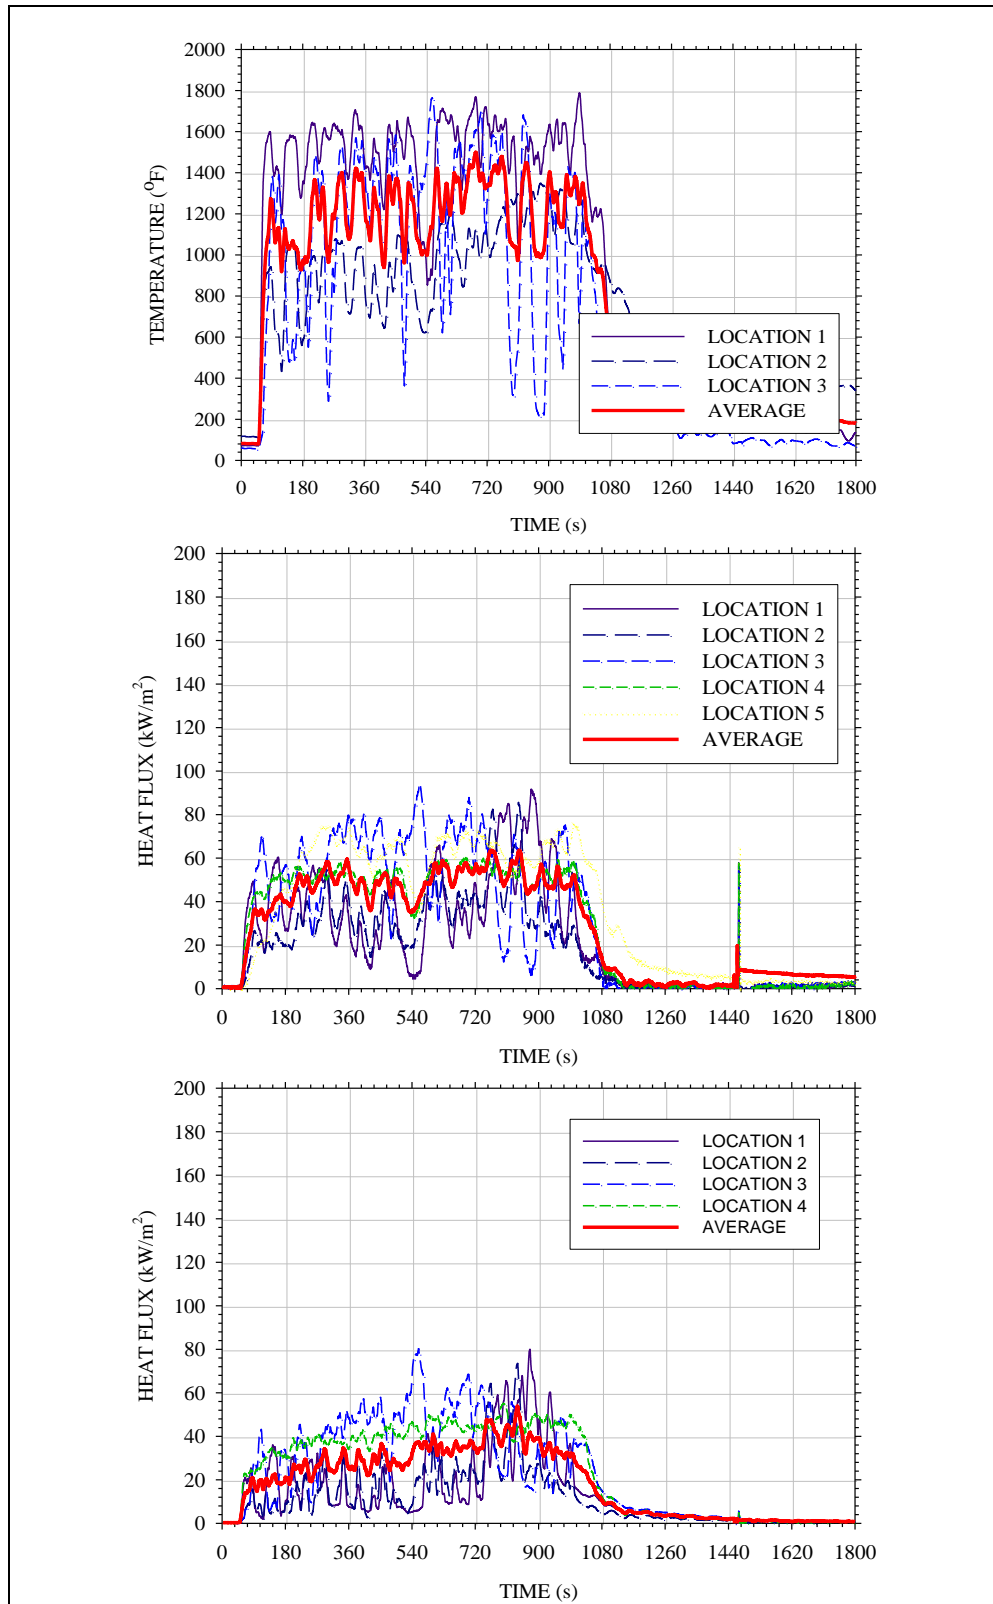 2000
1800
1600
1400
1200
1000
800
600
400
200
0
TEMPERATURE (°F)
LOCATION 1
LOCATION 2
LOCATION 3
AVERAGE
0 180 360 540 720 900 1080 1260 1440 1620 1800
TIME (s)
200
180
160
140
120
100
80
60
40
20
0
HEAT FLUX (kW/m²)
LOCATION 1
LOCATION 2
LOCATION 3
LOCATION 4
LOCATION 5
AVERAGE
0 180 360 540 720 900 1080 1260 1440 1620 1800
TIME (s)
200
180
160
140
120
100
80
60
40
20
0
HEAT FLUX (kW/m²)
LOCATION 1
LOCATION 2
LOCATION 3
LOCATION 4
AVERAGE
0 180 360 540 720 900 1080 1260 1440 1620 1800
TIME (s)